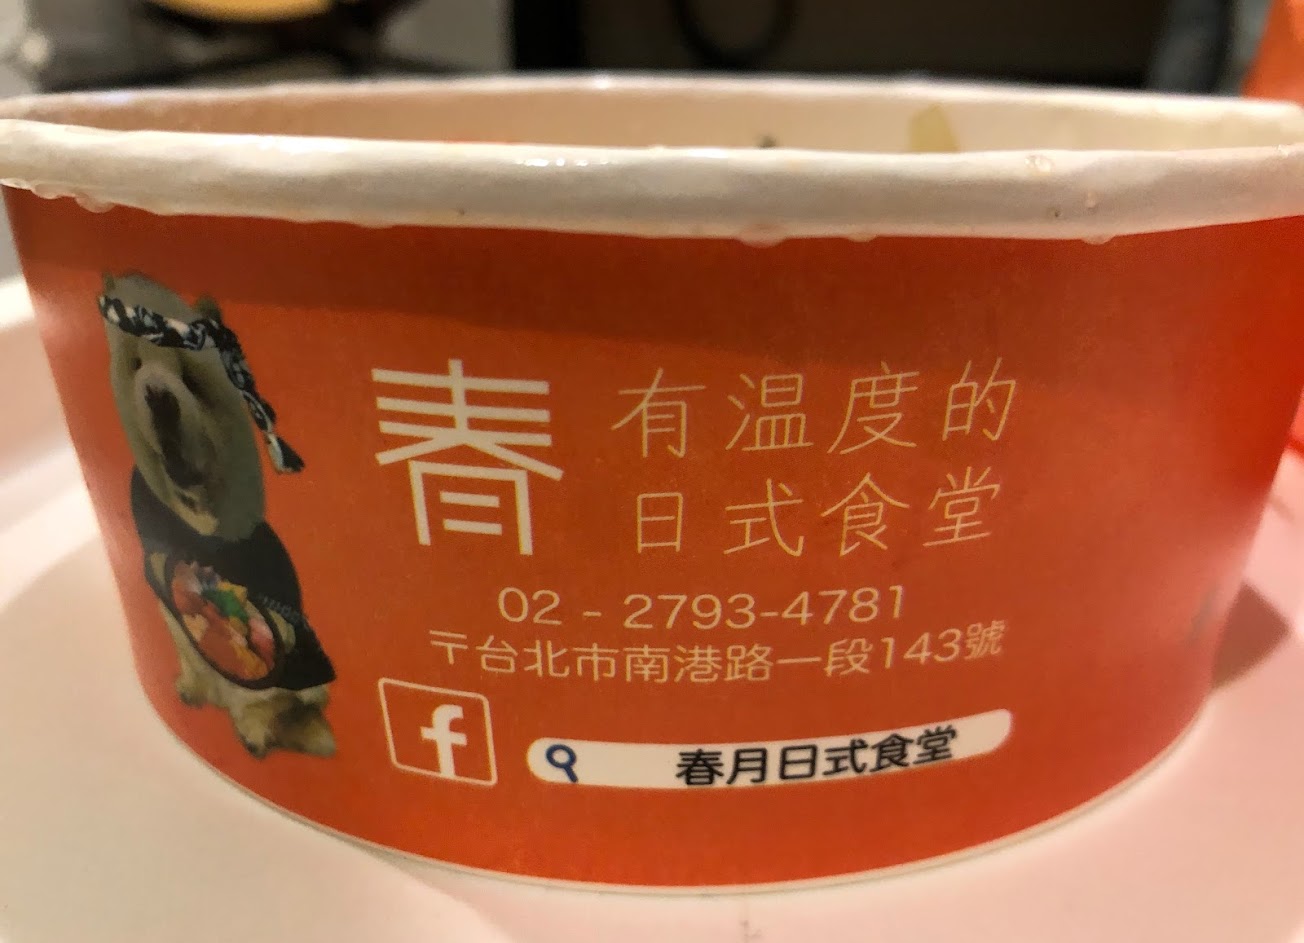 春
有温度的
日式食堂
02 - 2793-4781
〒台北市南港路一段143號
f
春月日式食堂